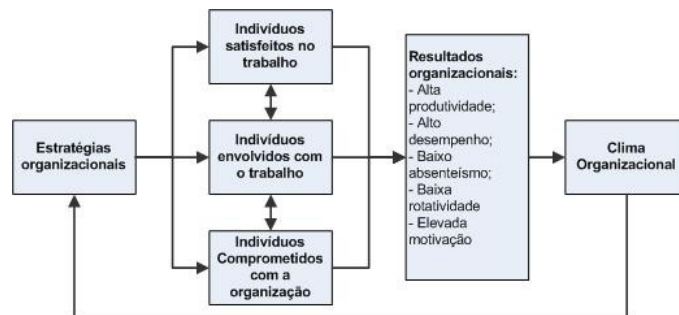 Estratégias
organizacionais
Indivíduos
satisfeitos no
trabalho
Indivíduos
envolvidos com
o trabalho
Indivíduos
Comprometidos
com a
organização
Resultados
organizacionais:
- Alta
produtividade;
- Alto
desempenho;
- Baixo
absenteísmo;
- Baixa
rotatividade
- Elevada
motivação
Clima
Organizacional